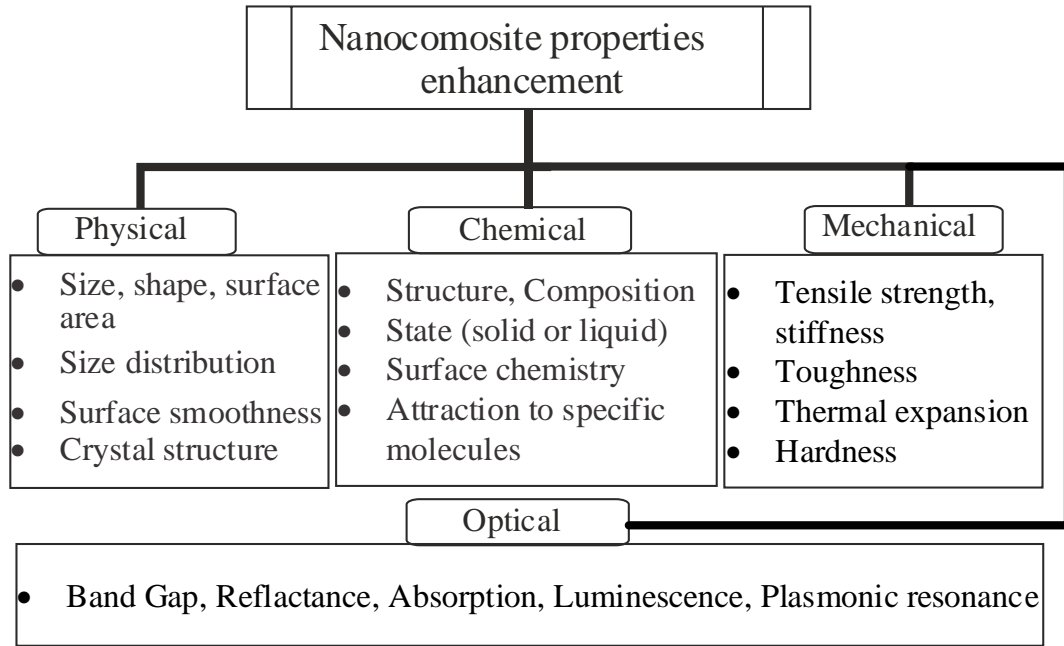 Nanocomosite properties
enhancement
Physical
Chemical
Mechanical
● Size, shape, surface
area
● Size distribution
● Surface smoothness
● Crystal structure
● Structure, Composition
● State (solid or liquid)
● Surface chemistry
● Attraction to specific
molecules
● Tensile strength,
stiffness
● Toughness
● Thermal expansion
● Hardness
Optical
● Band Gap, Reflactance, Absorption, Luminescence, Plasmonic resonance